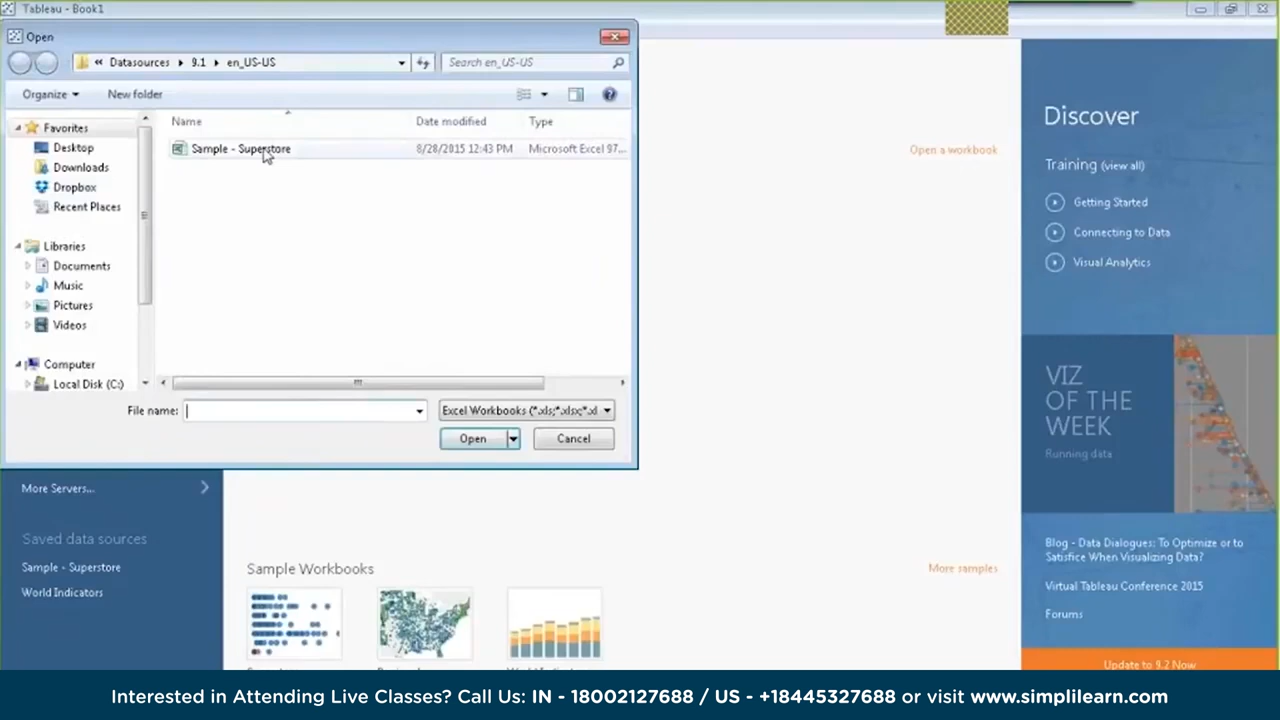 Tableau - Book1
Open
« Datasources 9.1 en_US-US
Search en_US-US
Organize New folder
Name Date modified Type
Favorites
Sample - Superstore 8/28/2015 12:43 PM Microsoft Excel 97...
Desktop
Downloads
Dropbox
Recent Places
Libraries
Documents
Music
Pictures
Videos
Computer
Local Disk (C:)
File name:
Excel Workbooks (*.xls;*.xlsx;*.xl
Open Cancel
Open a workbook
Discover
Training (view all)
Getting Started
Connecting to Data
Visual Analytics
VIZ
OF THE
WEEK
Running data
Blog - Data Dialogues: To Optimize or to
Satisfice When Visualizing Data?
Virtual Tableau Conference 2015
Forums
Update to 9.2 Now
More Servers...
Saved data sources
Sample - Superstore
World Indicators
Sample Workbooks
More samples
Interested in Attending Live Classes? Call Us: IN - 18002127688 / US - +18445327688 or visit www.simplilearn.com